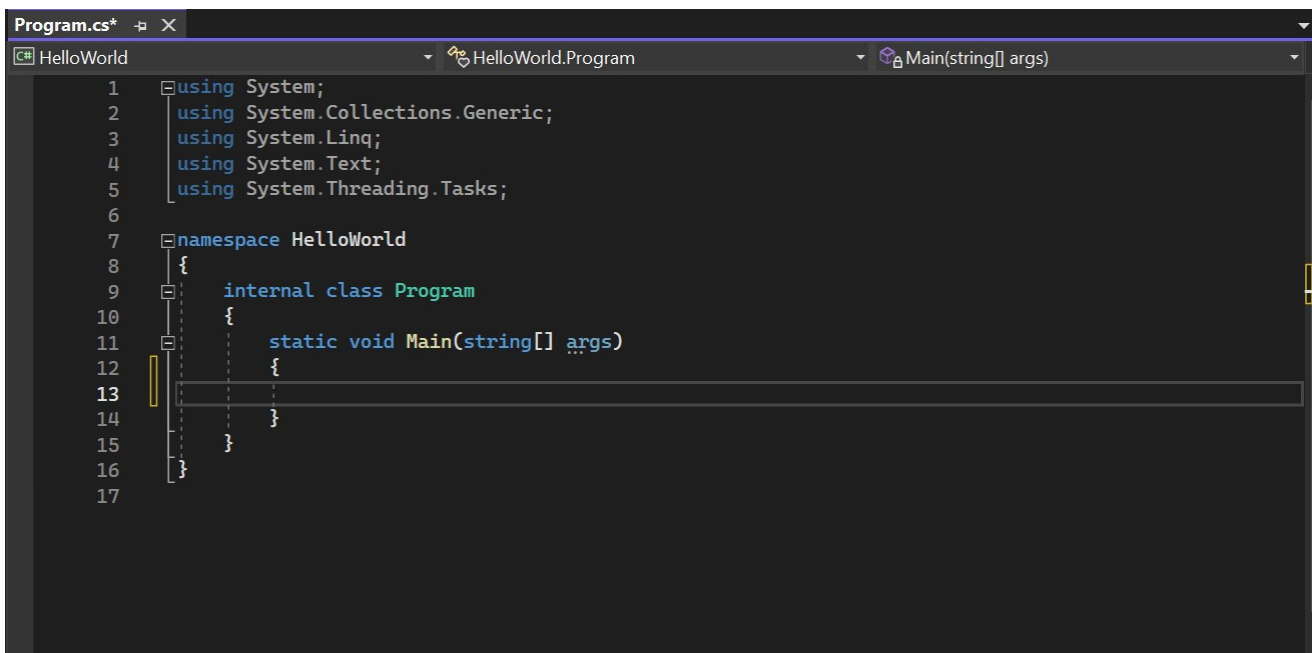 Program.cs*
C# HelloWorld HelloWorld.Program Main(string[] args)
1 using System;
2 using System.Collections.Generic;
3 using System.Linq;
4 using System.Text;
5 using System.Threading.Tasks;
6
7 namespace HelloWorld
8 {
9 internal class Program
10 {
11 static void Main(string[] args)
12 {
13
14 }
15 }
16 }
17